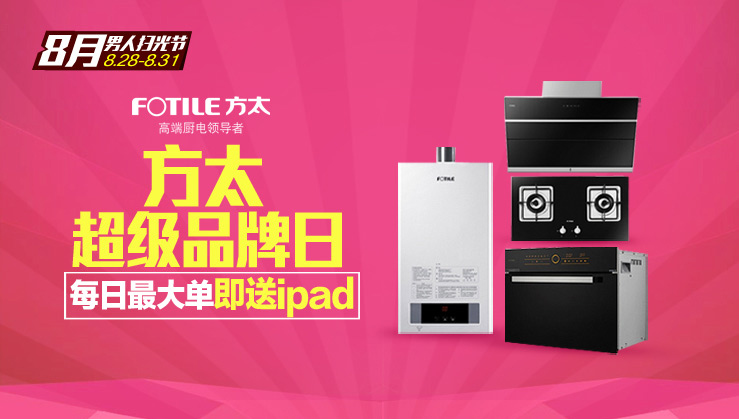 8月男人扫光节
8.28-8.31
FOTILE方太
高端厨电领导者
方太
超级品牌日
每日最大单即送ipad
FOTILE